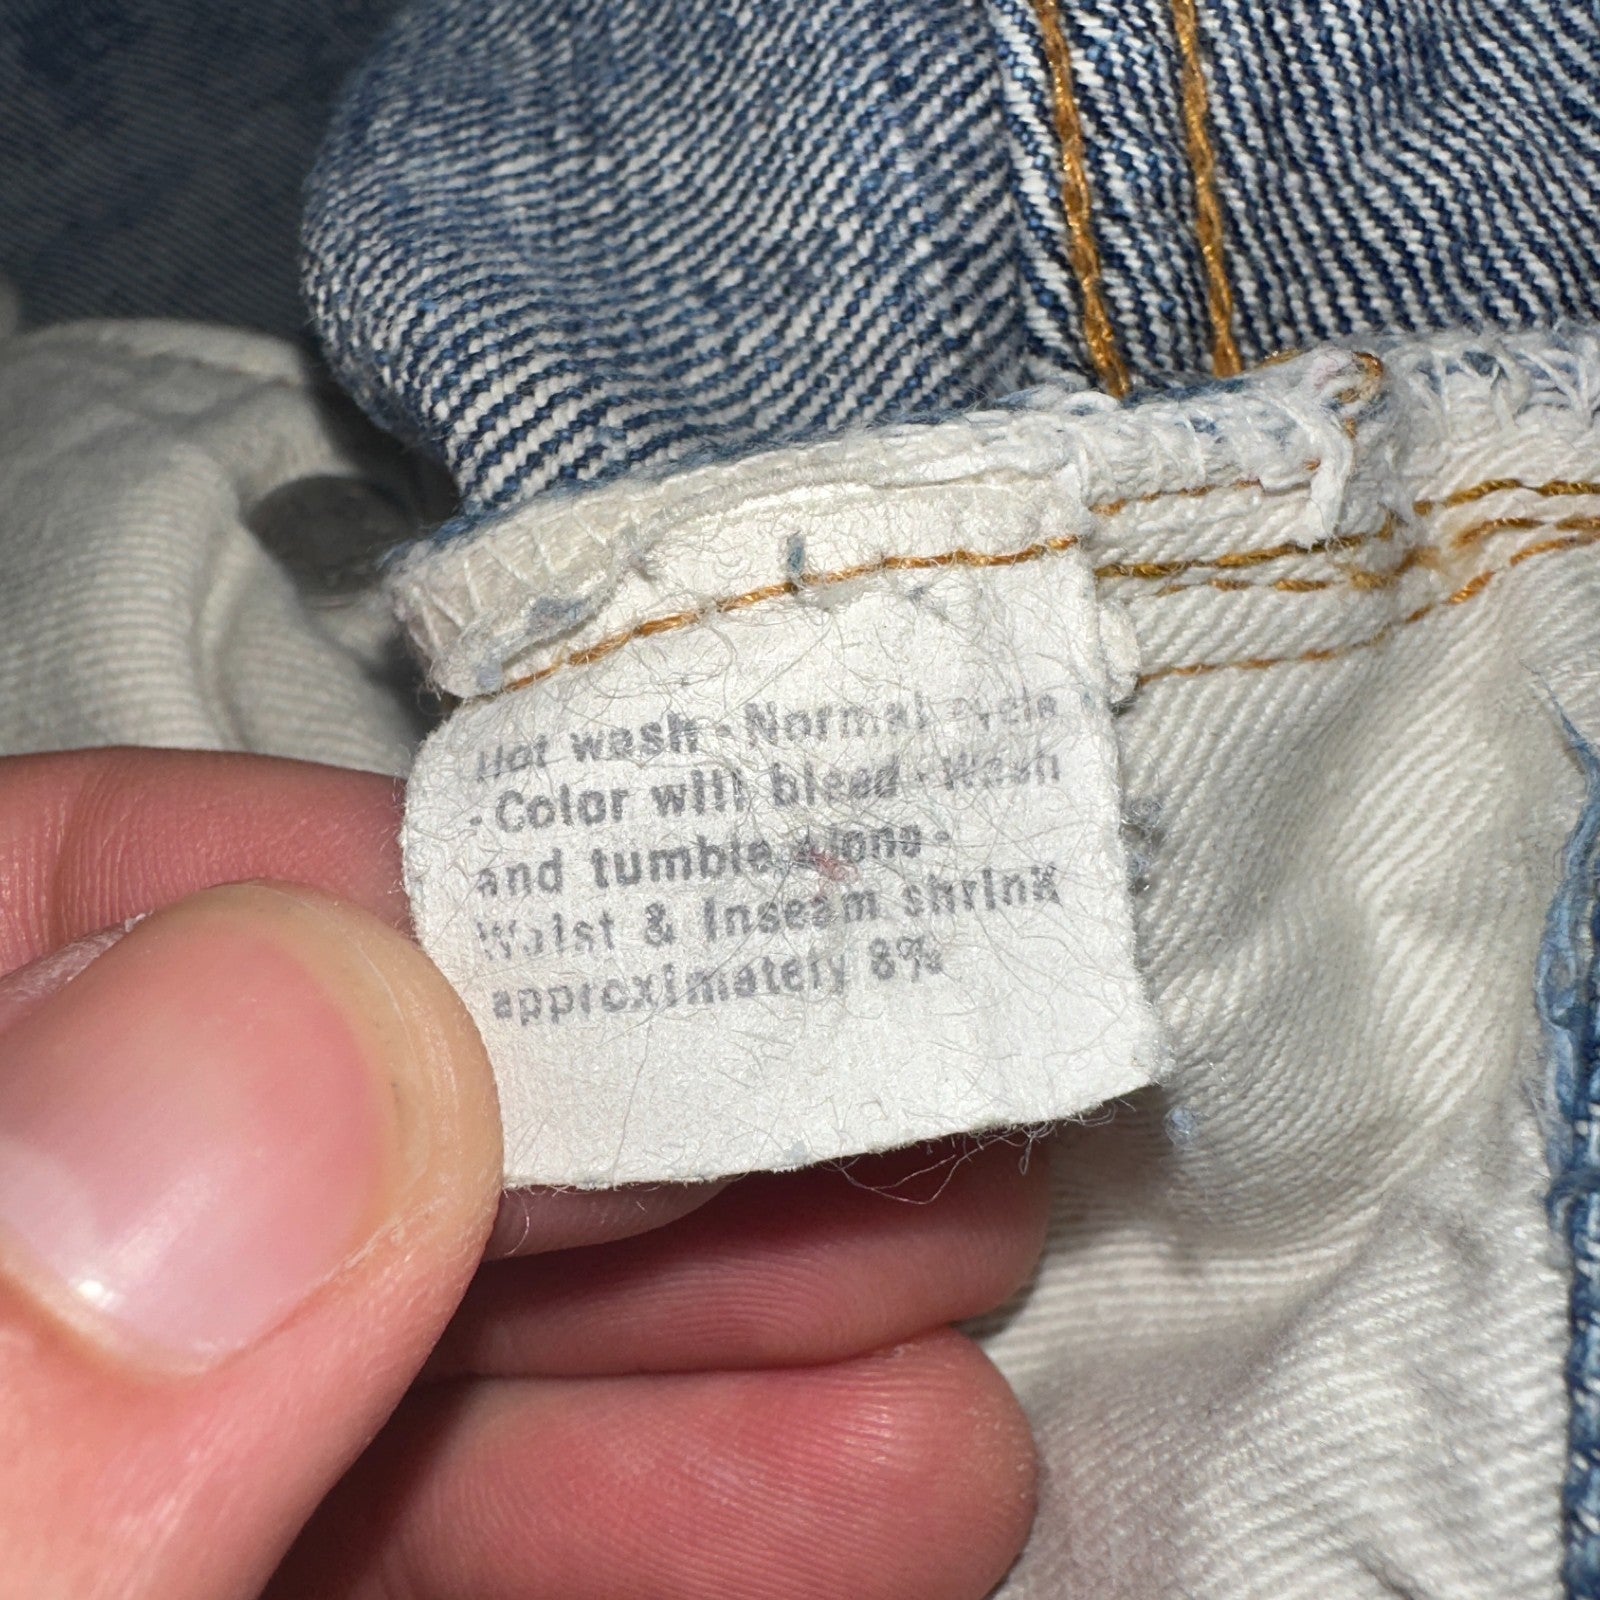 Hot wash - Normal cycle -
- Color will bleed - Wash
and tumble alone -
Waist & Inseam shrink
approximately 8%